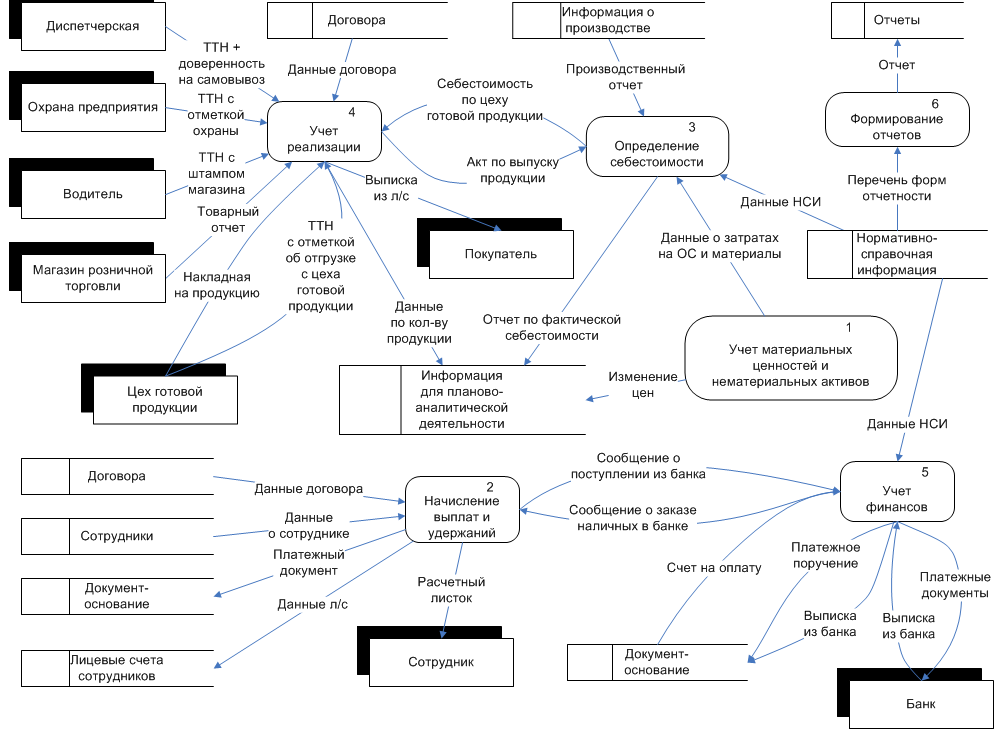 Диспетчерская
Договора
Информация о
производстве
Отчеты
ТТН +
доверенность
на самовывоз
Данные договора
Производственный
отчет
Отчет
Охрана предприятия
ТТН с
отметкой
охраны
4
Учет
реализации
Себестоимость
по цеху
готовой продукции
3
Определение
себестоимости
6
Формирование
отчетов
Водитель
ТТН с
штампом
магазина
Выписка
из л/с
Акт по выпуску
продукции
Данные НСИ
Перечень форм
отчетности
Магазин розничной
торговли
Товарный
отчет
ТТН
с отметкой
об отгрузке
с цеха
готовой
продукции
Покупатель
Данные о затратах
на ОС и материалы
Нормативно-
справочная
информация
Накладная
на продукцию
Данные
по кол-ву
продукции
Отчет по фактической
себестоимости
1
Учет материальных
ценностей и
нематериальных активов
Цех готовой
продукции
Информация
для планово-
аналитической
деятельности
Изменение
цен
Данные НСИ
Договора
Данные договора
2
Начисление
выплат и
удержаний
Сообщение о
поступлении из банка
5
Учет
финансов
Сотрудники
Данные
о сотруднике
Сообщение о заказе
наличных в банке
Документ-
основание
Платежный
документ
Расчетный
листок
Счет на оплату
Платежное
поручение
Платежные
документы
Данные л/с
Выписка
из банка
Выписка
из банка
Лицевые счета
сотрудников
Сотрудник
Документ-
основание
Банк